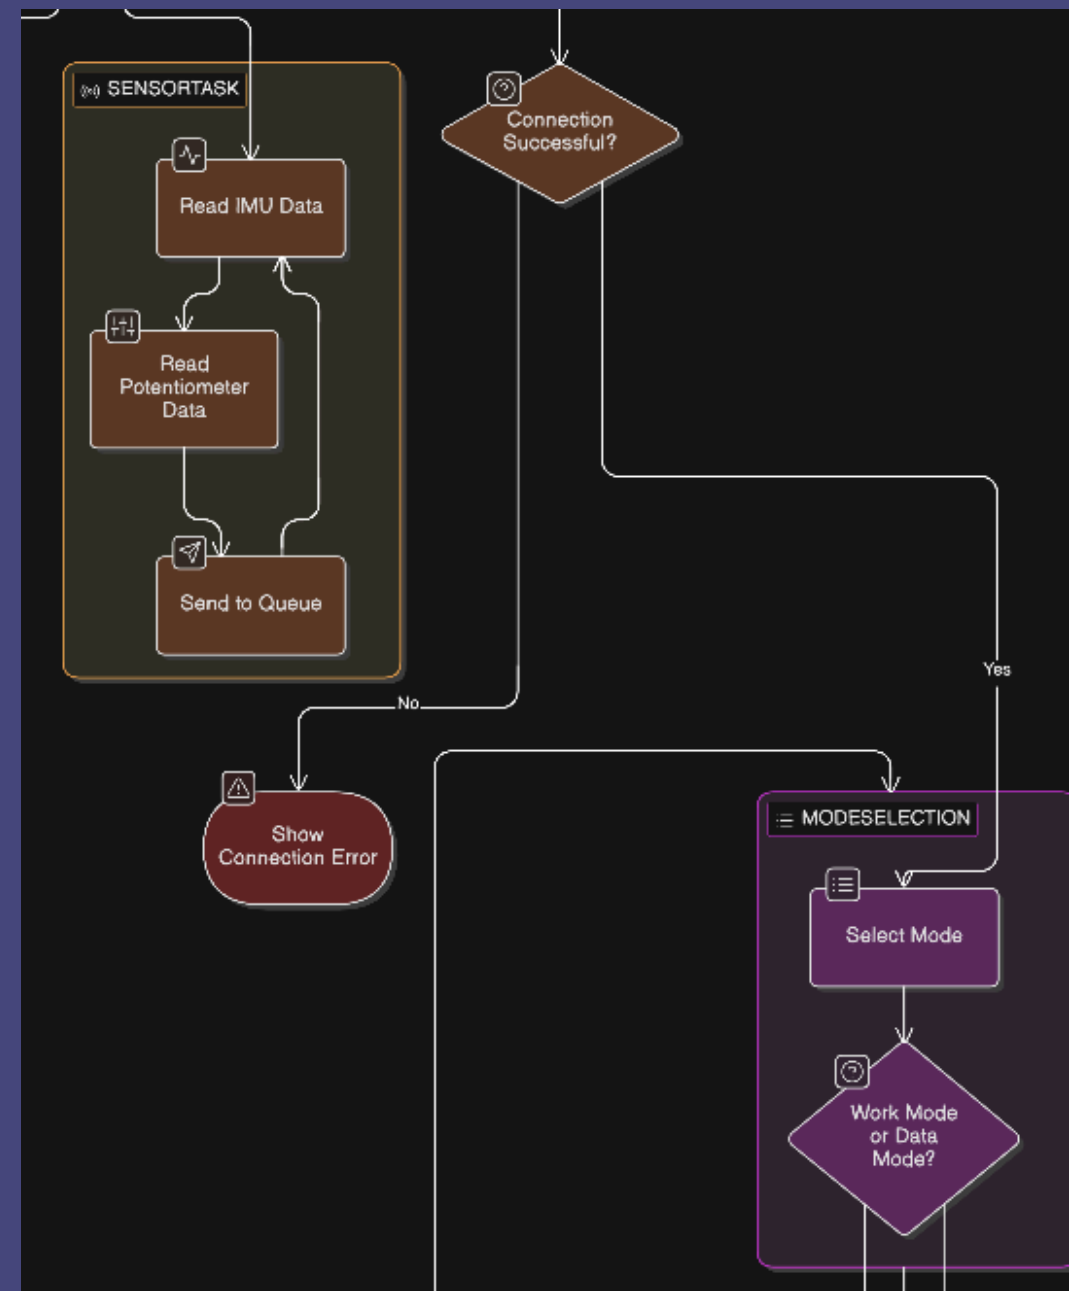 SENSORTASK
Connection
Successful?
Read IMU Data
Read
Potentiometer
Data
Send to Queue
Yes
No
Show
Connection Error
MODESELECTION
Select Mode
Work Mode
or Data
Mode?